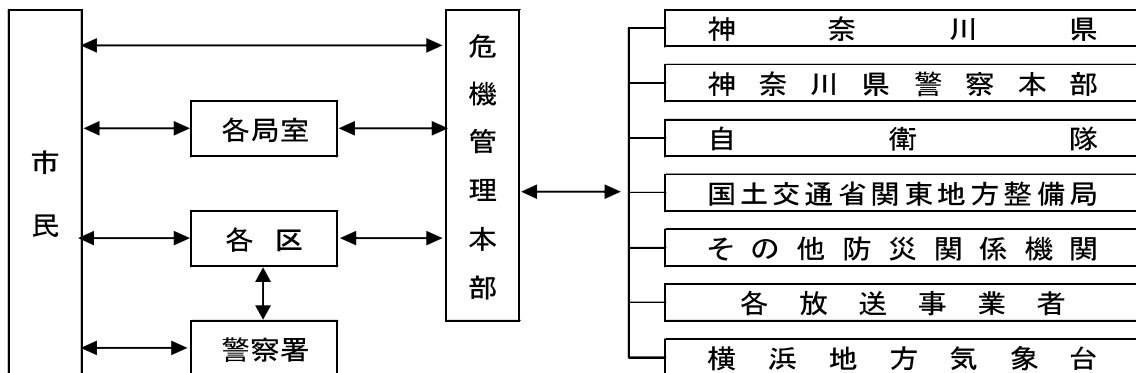 市民
各局室
各区
警察署
危機管理本部
神奈川県
神奈川県警察本部
自衛隊
国土交通省関東地方整備局
その他防災関係機関
各放送事業者
横浜地方気象台